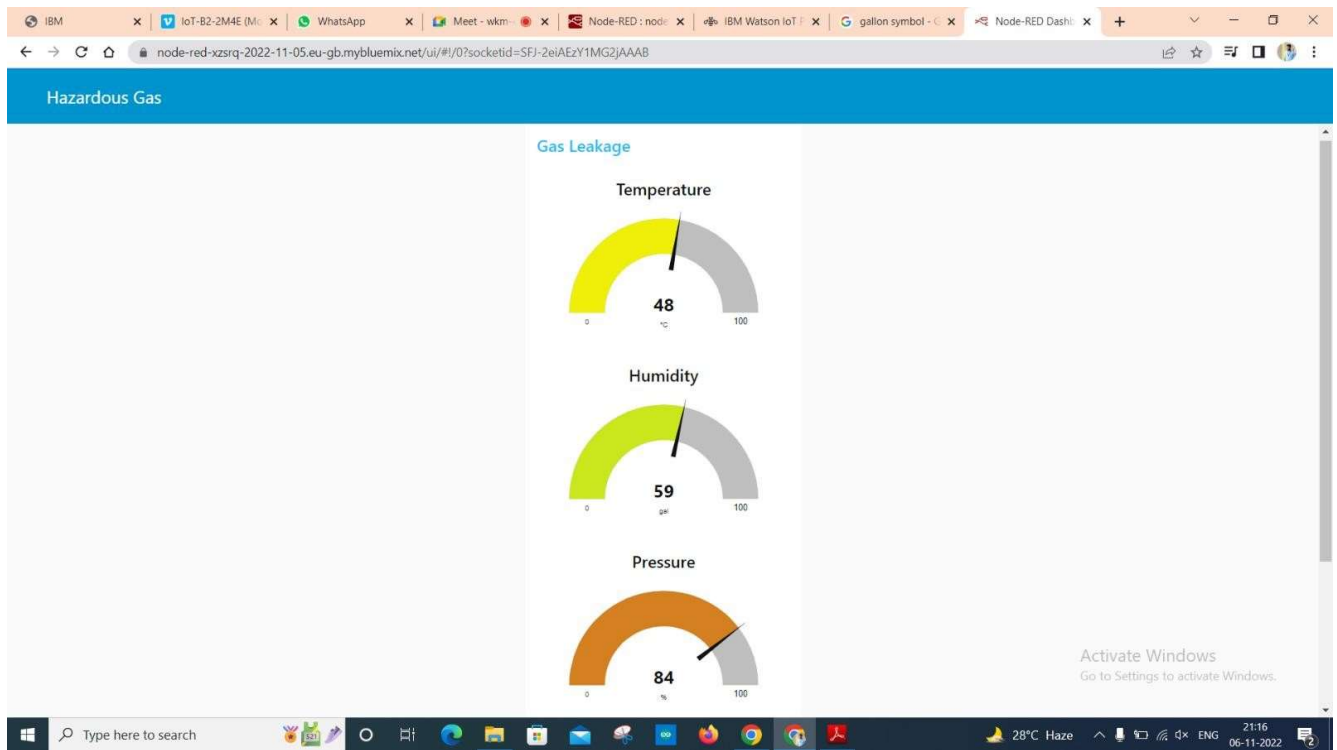 IBM
IoT-B2-2M4E (Mo
WhatsApp
Meet - wkm-
Node-RED : node
IBM Watson IoT P
gallon symbol - G
Node-RED Dashb
node-red-xzsrq-2022-11-05.eu-gb.mybluemix.net/ui/#!/0?socketid=SFJ-2eiAEzY1MG2jAAAB
Hazardous Gas
Gas Leakage
Temperature
48
0 °C 100
Humidity
59
0 gal 100
Pressure
84
0 % 100
Activate Windows
Go to Settings to activate Windows.
Type here to search
28°C Haze
ENG
21:16
06-11-2022